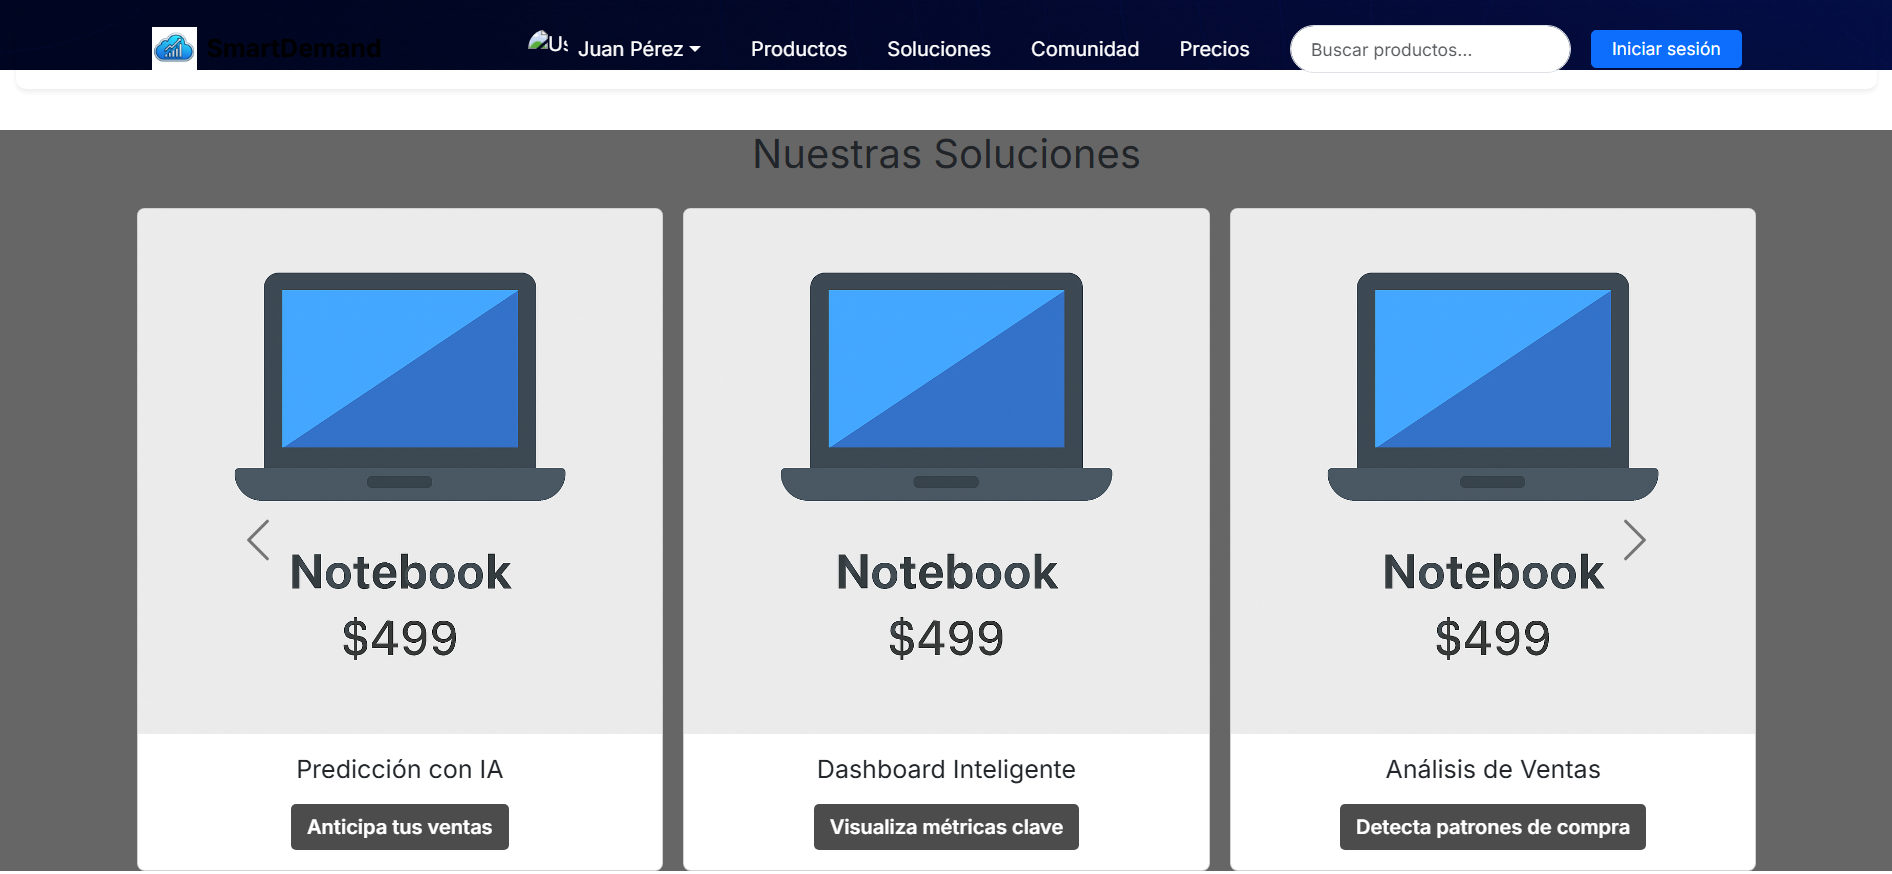 SmartDemand
Us Juan Pérez Productos Soluciones Comunidad Precios Buscar productos... Iniciar sesión
Nuestras Soluciones
Notebook
$499
Predicción con IA
Anticipa tus ventas
Notebook
$499
Dashboard Inteligente
Visualiza métricas clave
Notebook
$499
Análisis de Ventas
Detecta patrones de compra